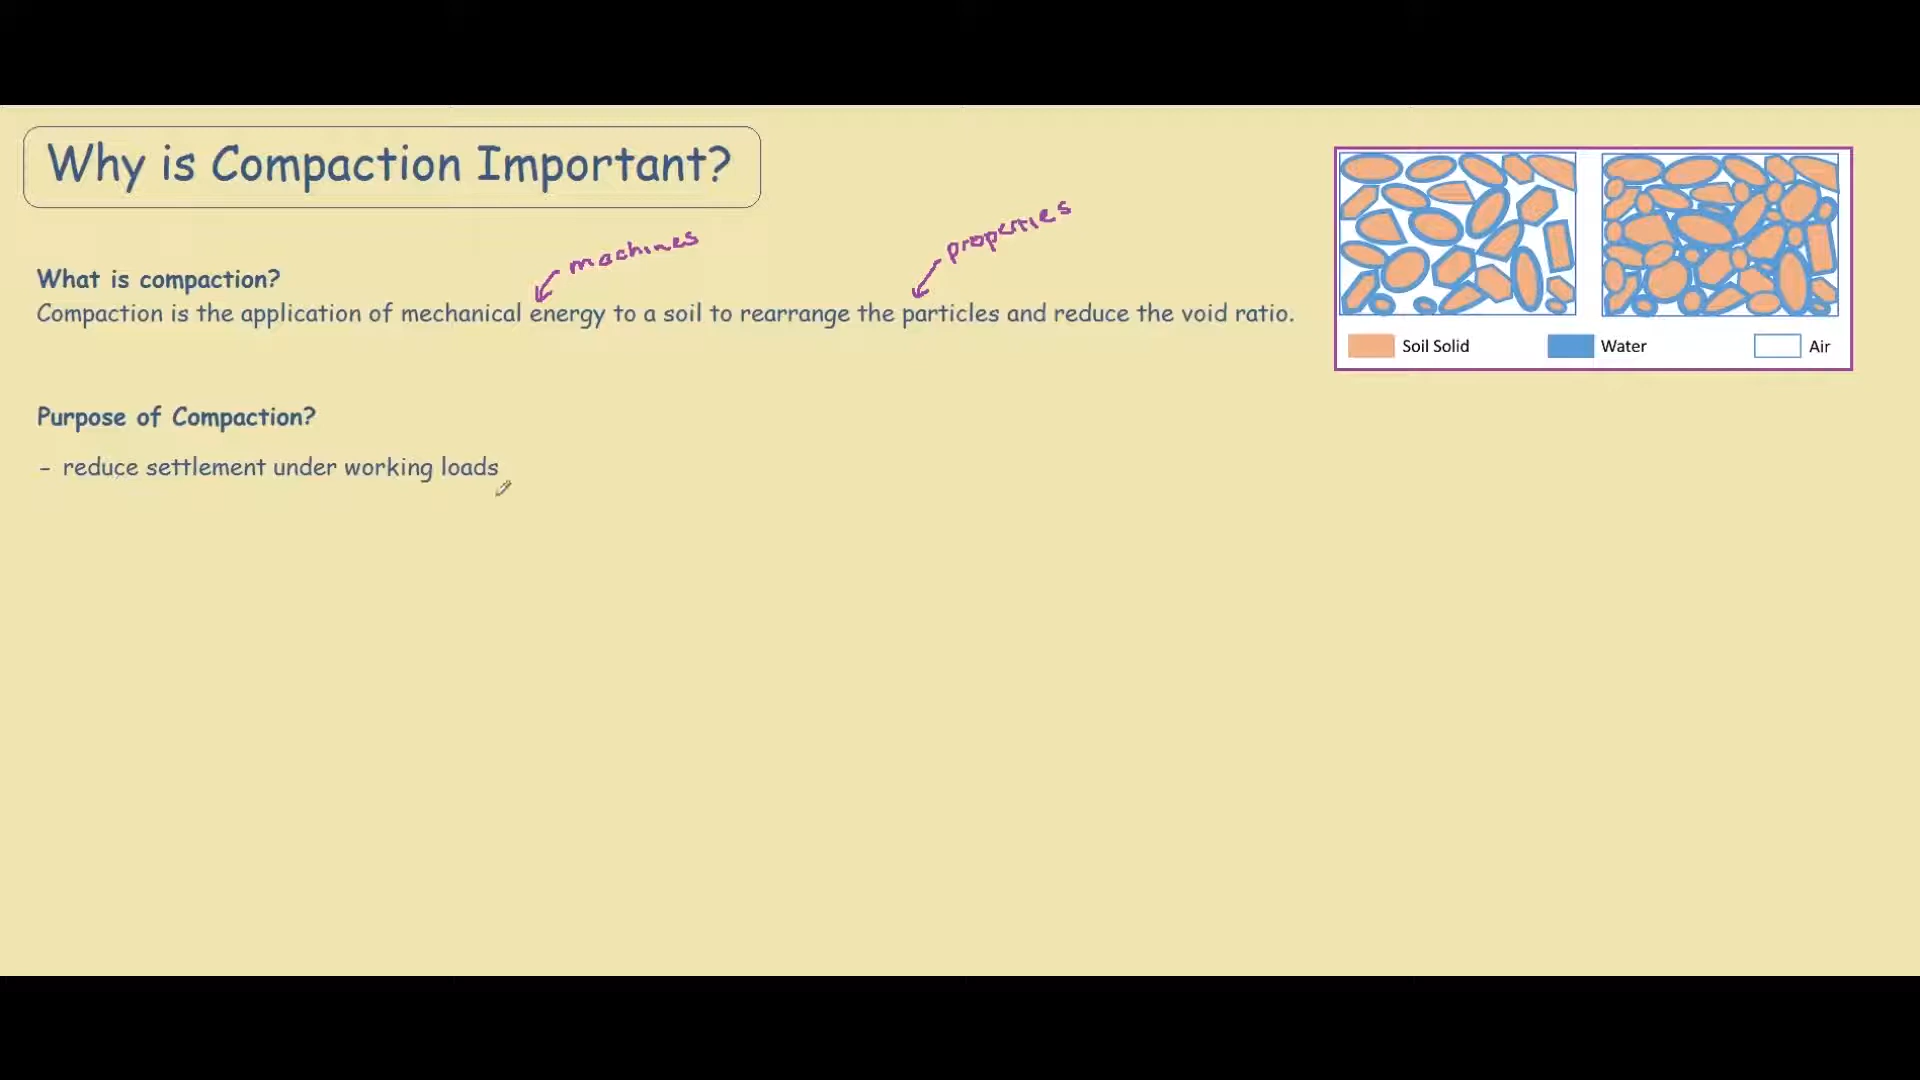 Why is Compaction Important?
machines
properties
What is compaction?
Compaction is the application of mechanical energy to a soil to rearrange the particles and reduce the void ratio.
Soil Solid Water Air
Purpose of Compaction?
- reduce settlement under working loads